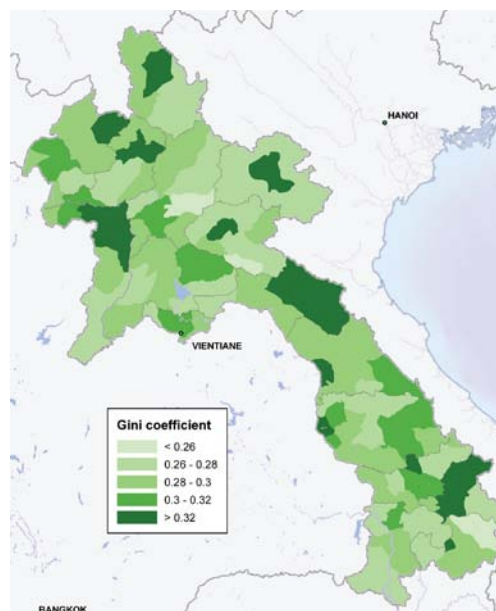 HANOI
VIENTIANE
Gini coefficient
< 0.26
0.26 - 0.28
0.28 - 0.3
0.3 - 0.32
> 0.32
BANGKOK